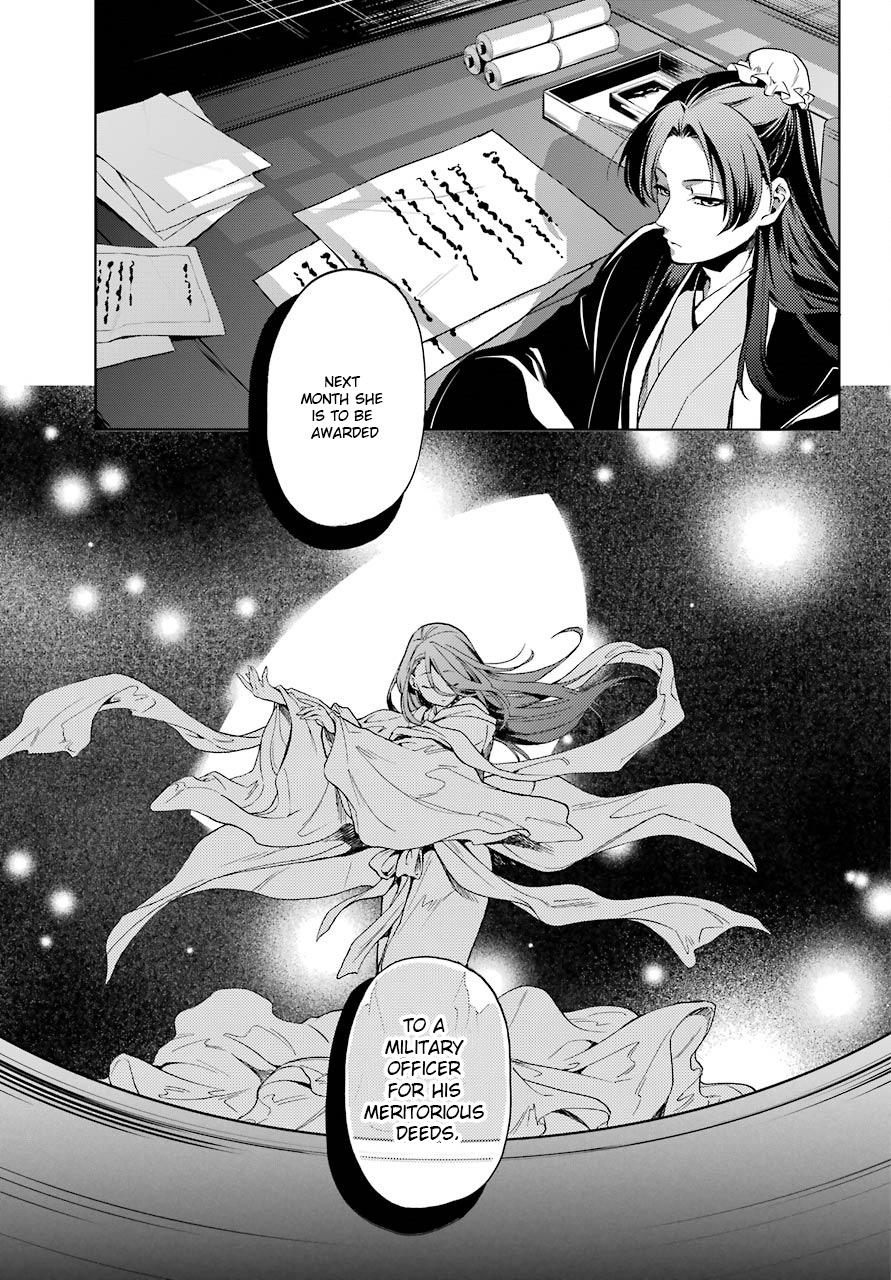 NEXT
MONTH SHE
IS TO BE
AWARDED
TO A
MILITARY
OFFICER
FOR HIS
MERITORIOUS
DEEDS.